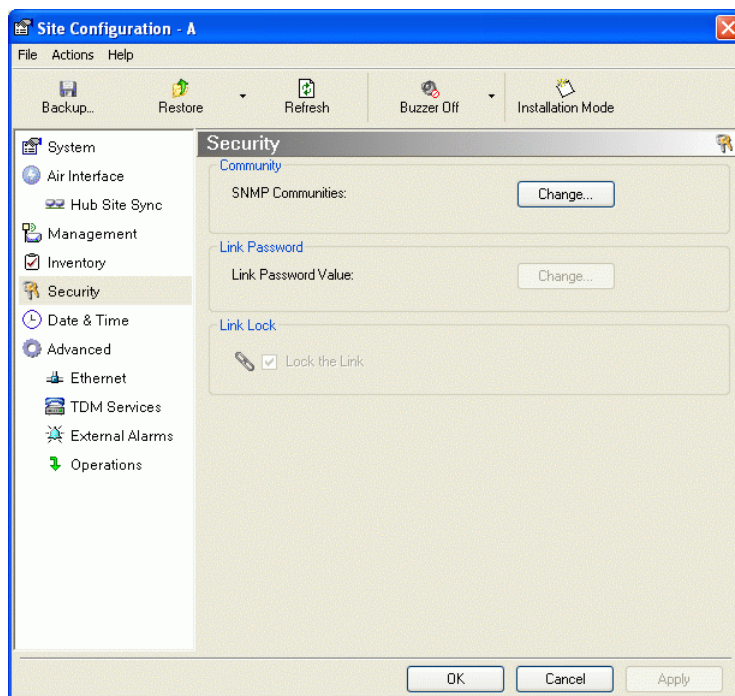 Site Configuration - A
File Actions Help
Backup... Restore Refresh Buzzer Off Installation Mode
System
Air Interface
Hub Site Sync
Management
Inventory
Security
Date & Time
Advanced
Ethernet
TDM Services
External Alarms
Operations
Security
Community
SNMP Communities: Change...
Link Password
Link Password Value: Change...
Link Lock
Lock the Link
OK Cancel Apply